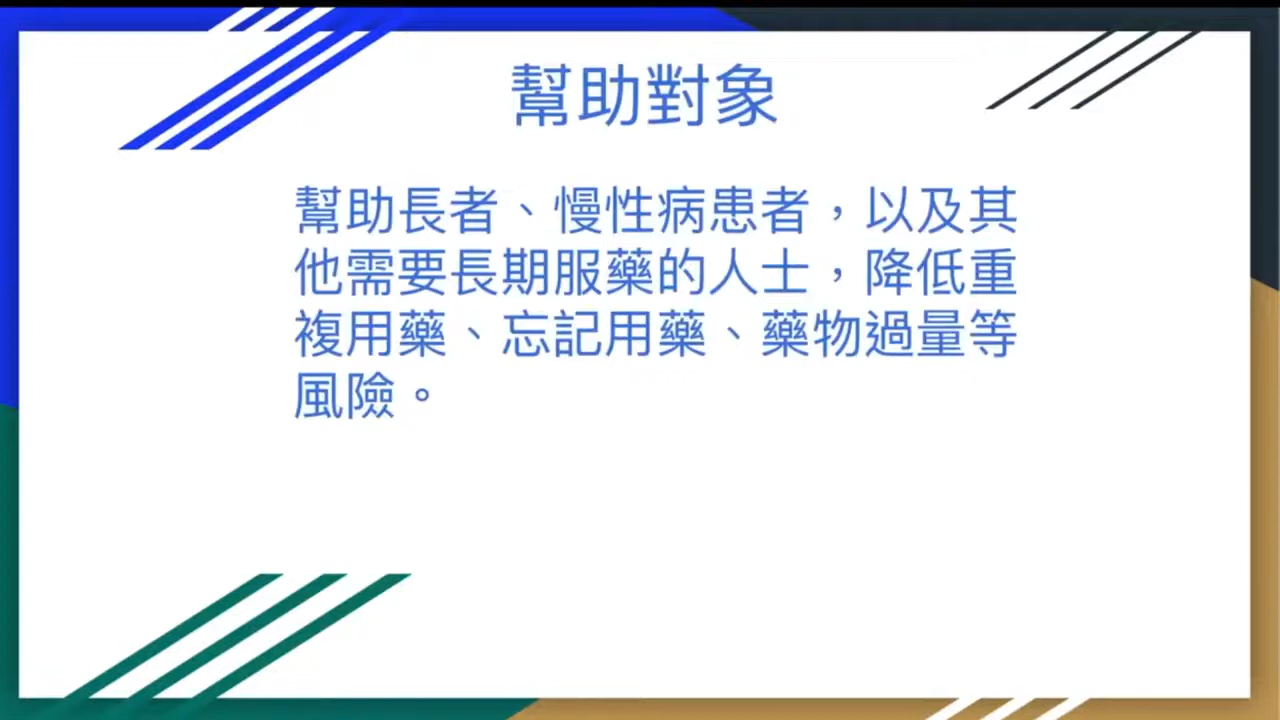 幫助對象
幫助長者、慢性病患者，以及其
他需要長期服藥的人士，降低重
複用藥、忘記用藥、藥物過量等
風險。